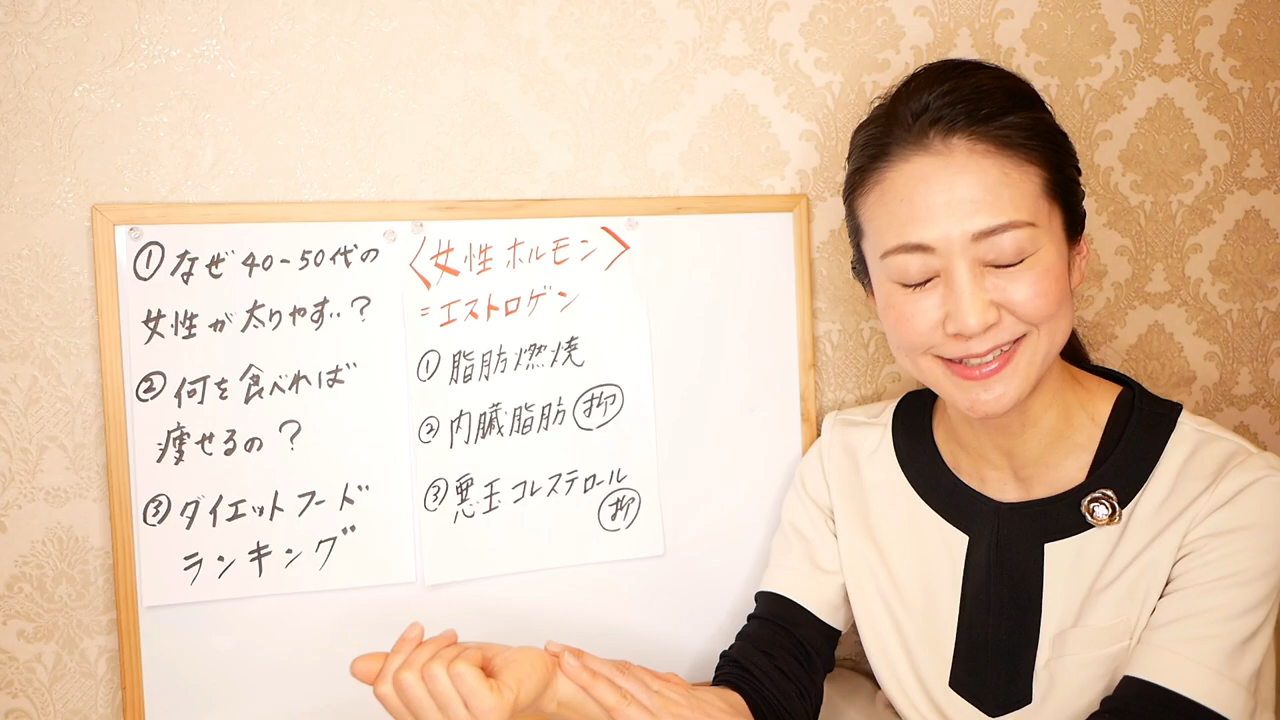 ①なぜ40~50代の
女性が太りやすい?
②何を食べれば
痩せるの?
③ダイエットフード
ランキング
〈女性ホルモン〉
=エストロゲン
①脂肪燃焼
②内臓脂肪抑
③悪玉コレステロール
抑